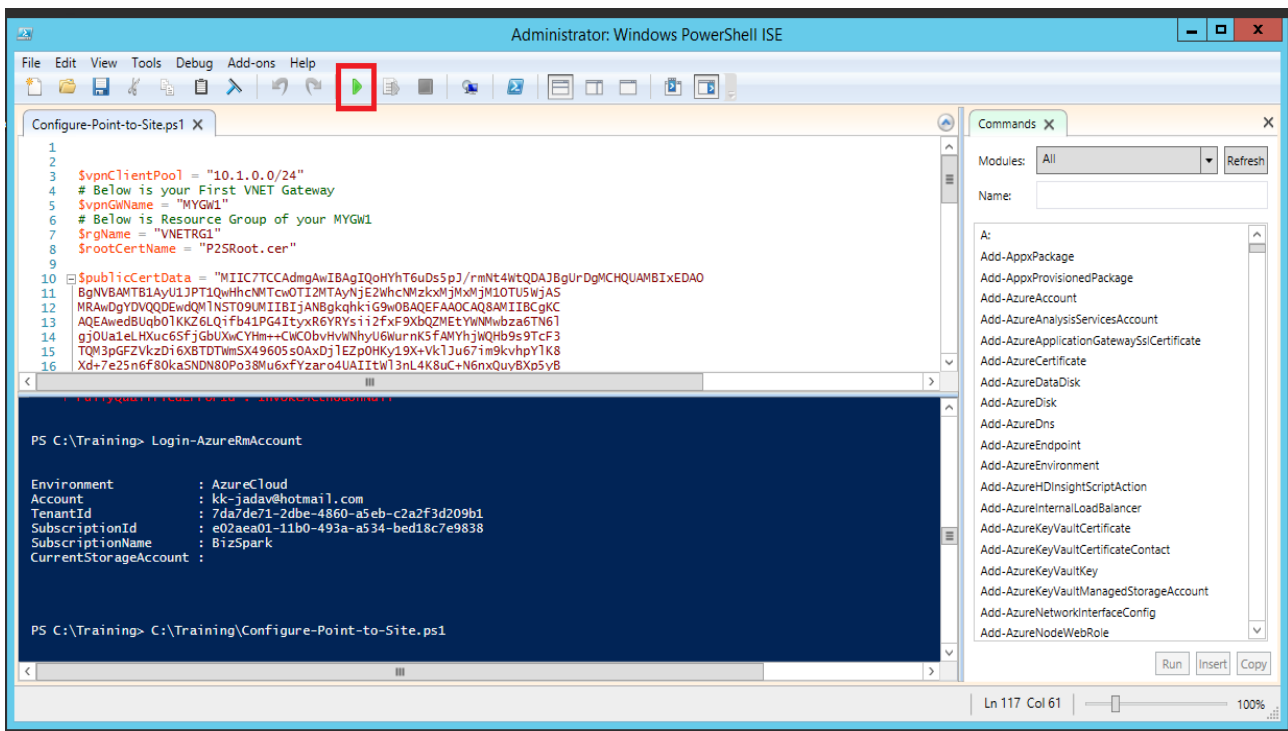 Administrator: Windows PowerShell ISE
File Edit View Tools Debug Add-ons Help
Configure-Point-to-Site.ps1 X
1
2
3 $vpnClientPool = "10.1.0.0/24"
4 # Below is your First VNET Gateway
5 $vpnGWName = "MYGW1"
6 # Below is Resource Group of your MYGW1
7 $rgName = "VNETRG1"
8 $rootCertName = "P2SRoot.cer"
9
10 $publicCertData = "MIIC7TCCAdmgAwIBAgIQoHYhT6uDs5pJ/rmNt4WtQDAJBgUrDgMCHQUAMBIxEDAO
11 BgNVBAMTB1AyU1JPT1QwHhcNMTcwOTI2MTAyNjE2WhcNMzkxMjMxMjM1OTU5WjAS
12 MRAwDgYDVQQDEwdQMlNST09UMIIBIjANBgkqhkiG9w0BAQEFAAOCAQ8AMIIBCgKC
13 AQEAwedBUqbOlKKZ6LQifb41PG4ItyxR6YRYsii2fxF9XbQZMEtYWNMwbza6TN6l
14 gjOUa1eLHXuc6SfjGbUXwCYHm++CWCObvHvWNhyU6WurnK5fAMYhjWQHb9s9TcF3
15 TQM3pGFZVkzDi6XBTDTWmSX49605sOAxDjlEZpOHKy19X+VklJu67im9kvhpYlK8
16 Xd+7e25n6f8OkaSNDN8OPo38Mu6xfYzaro4UAIItWl3nL4K8uC+N6nxQuyBXp5yB
PS C:\Training> Login-AzureRmAccount
Environment : AzureCloud
Account : kk-jadav@hotmail.com
TenantId : 7da7de71-2dbe-4860-a5eb-c2a2f3d209b1
SubscriptionId : e02aea01-11b0-493a-a534-bed18c7e9838
SubscriptionName : BizSpark
CurrentStorageAccount :
PS C:\Training> C:\Training\Configure-Point-to-Site.ps1
Commands X
Modules: All Refresh
Name:
A:
Add-AppxPackage
Add-AppxProvisionedPackage
Add-AzureAccount
Add-AzureAnalysisServicesAccount
Add-AzureApplicationGatewaySslCertificate
Add-AzureCertificate
Add-AzureDataDisk
Add-AzureDisk
Add-AzureDns
Add-AzureEndpoint
Add-AzureEnvironment
Add-AzureHDInsightScriptAction
Add-AzureInternalLoadBalancer
Add-AzureKeyVaultCertificate
Add-AzureKeyVaultCertificateContact
Add-AzureKeyVaultKey
Add-AzureKeyVaultManagedStorageAccount
Add-AzureNetworkInterfaceConfig
Add-AzureNodeWebRole
Run Insert Copy
Ln 117 Col 61 100%